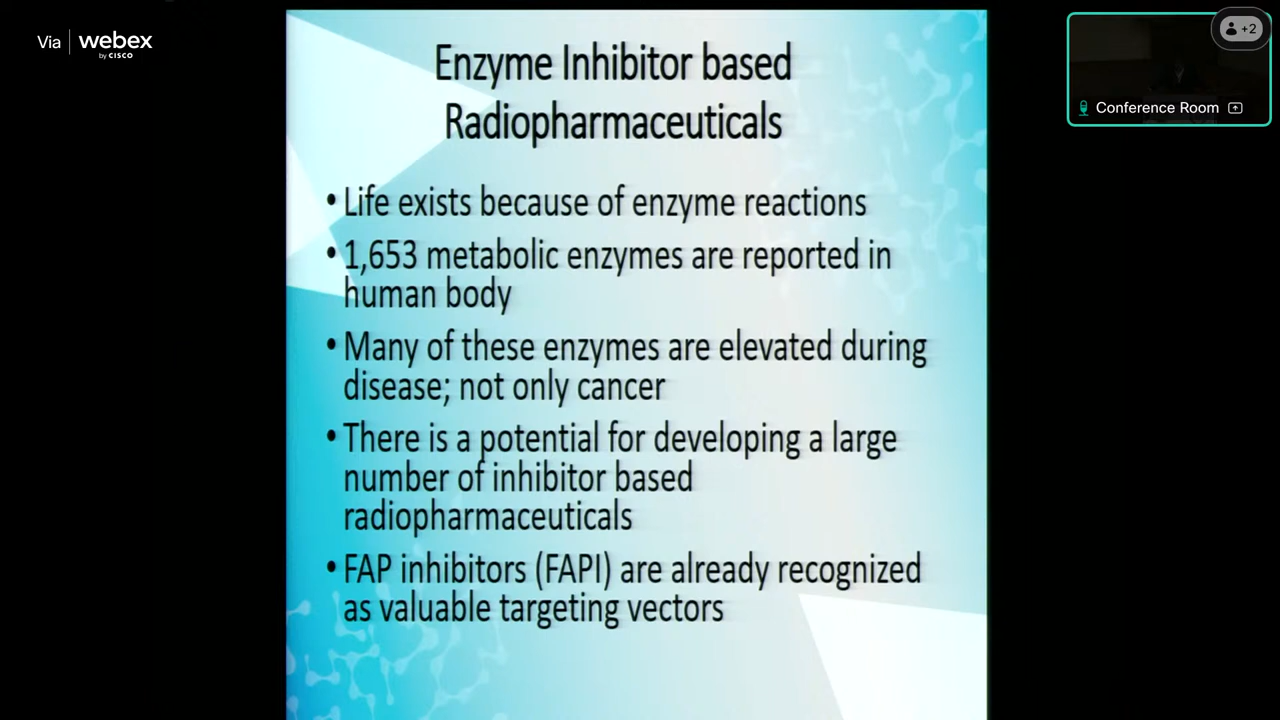 Via webex
by CISCO
Enzyme Inhibitor based
Radiopharmaceuticals
• Life exists because of enzyme reactions
• 1,653 metabolic enzymes are reported in
human body
• Many of these enzymes are elevated during
disease; not only cancer
• There is a potential for developing a large
number of inhibitor based
radiopharmaceuticals
• FAP inhibitors (FAPI) are already recognized
as valuable targeting vectors
+2
Conference Room